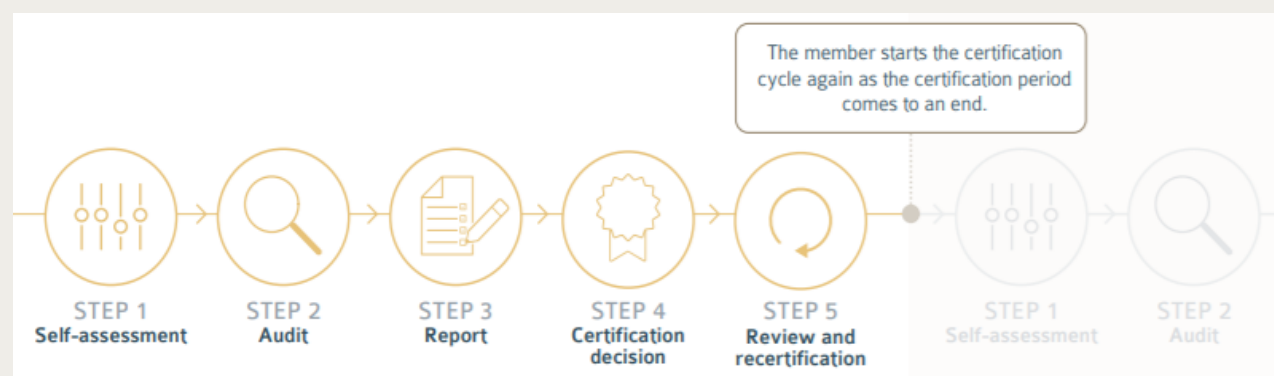 The member starts the certification
cycle again as the certification period
comes to an end.
STEP 1
Self-assessment
STEP 2
Audit
STEP 3
Report
STEP 4
Certification
decision
STEP 5
Review and
recertification
STEP 1
Self-assessment
STEP 2
Audit